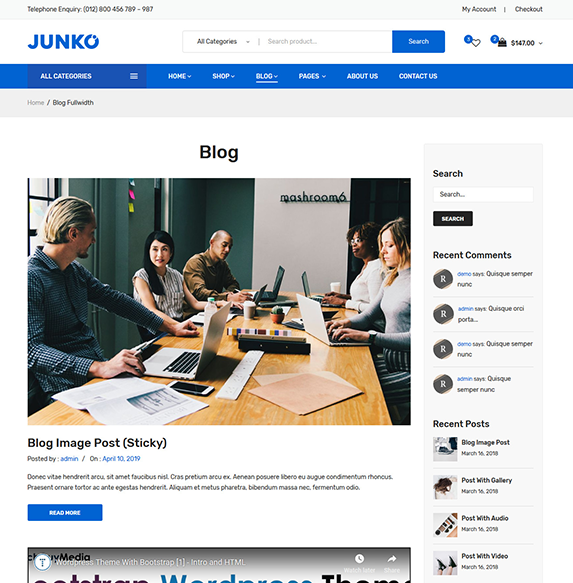 Telephone Enquiry: (012) 800 456 789 - 987
My Account | Checkout
JUNKO
All Categories | Search product... Search
3 2 $147.00
ALL CATEGORIES HOME SHOP BLOG PAGES ABOUT US CONTACT US
Home / Blog Fullwidth
Blog
mashroom6
Blog Image Post (Sticky)
Posted by : admin / On : April 10, 2019
Donec vitae hendrerit arcu, sit amet faucibus nisl. Cras pretium arcu ex. Aenean posuere libero eu augue condimentum rhoncus.
Praesent ornare tortor ac ante egestas hendrerit. Aliquam et metus pharetra, bibendum massa nec, fermentum odio.
READ MORE
Wordpress Theme With Bootstrap [1] - Intro and HTML
Watch later Share
Search
Search...
SEARCH
Recent Comments
R demo says: Quisque semper
nunc
R admin says: Quisque orci
porta...
R demo says: Quisque semper
nunc
R admin says: Quisque
semper nunc
Recent Posts
Blog Image Post
March 16, 2018
Post With Gallery
March 16, 2018
Post With Audio
March 16, 2018
Post With Video
March 16, 2018